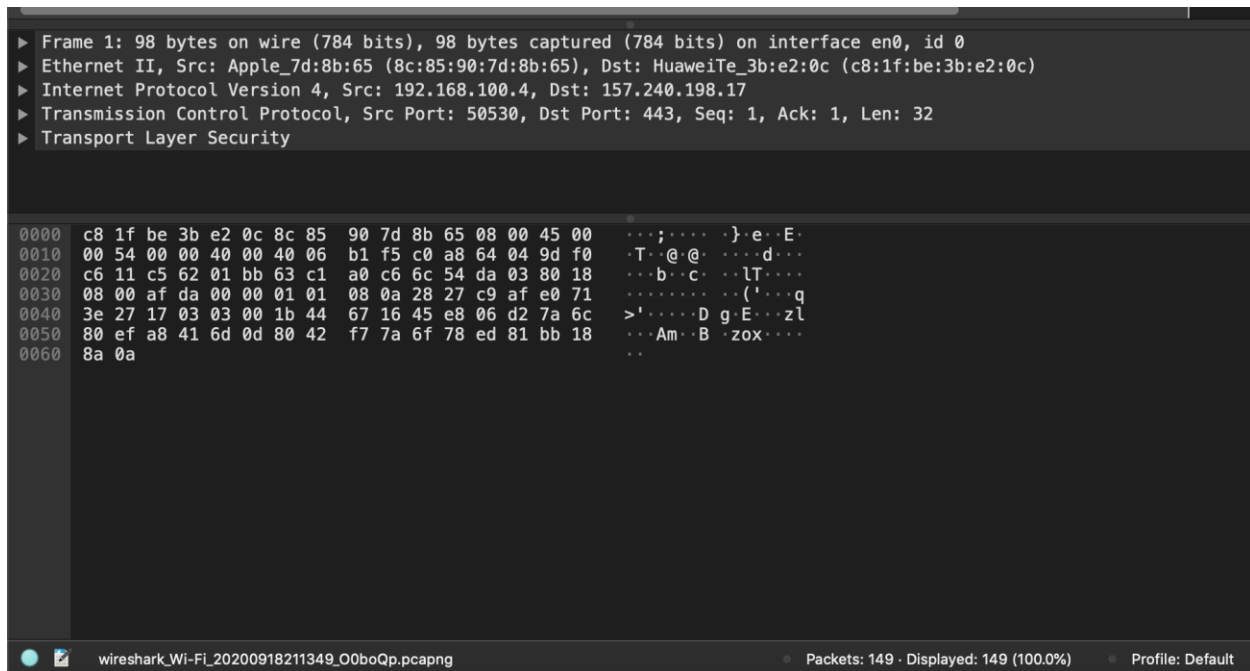 Frame 1: 98 bytes on wire (784 bits), 98 bytes captured (784 bits) on interface en0, id 0
Ethernet II, Src: Apple_7d:8b:65 (8c:85:90:7d:8b:65), Dst: HuaweiTe_3b:e2:0c (c8:1f:be:3b:e2:0c)
Internet Protocol Version 4, Src: 192.168.100.4, Dst: 157.240.198.17
Transmission Control Protocol, Src Port: 50530, Dst Port: 443, Seq: 1, Ack: 1, Len: 32
Transport Layer Security
0000 c8 1f be 3b e2 0c 8c 85 90 7d 8b 65 08 00 45 00 ···;···· ·}·e··E·
0010 00 54 00 00 40 00 40 06 b1 f5 c0 a8 64 04 9d f0 ·T··@·@· ····d···
0020 c6 11 c5 62 01 bb 63 c1 a0 c6 6c 54 da 03 80 18 ···b··c· ··lT····
0030 08 00 af da 00 00 01 01 08 0a 28 27 c9 af e0 71 ········ ··('···q
0040 3e 27 17 03 03 00 1b 44 67 16 45 e8 06 d2 7a 6c >'·····D g·E···zl
0050 80 ef a8 41 6d 0d 80 42 f7 7a 6f 78 ed 81 bb 18 ···Am··B ·zox····
0060 8a 0a ··
wireshark_Wi-Fi_20200918211349_O0boQp.pcapng Packets: 149 · Displayed: 149 (100.0%) Profile: Default